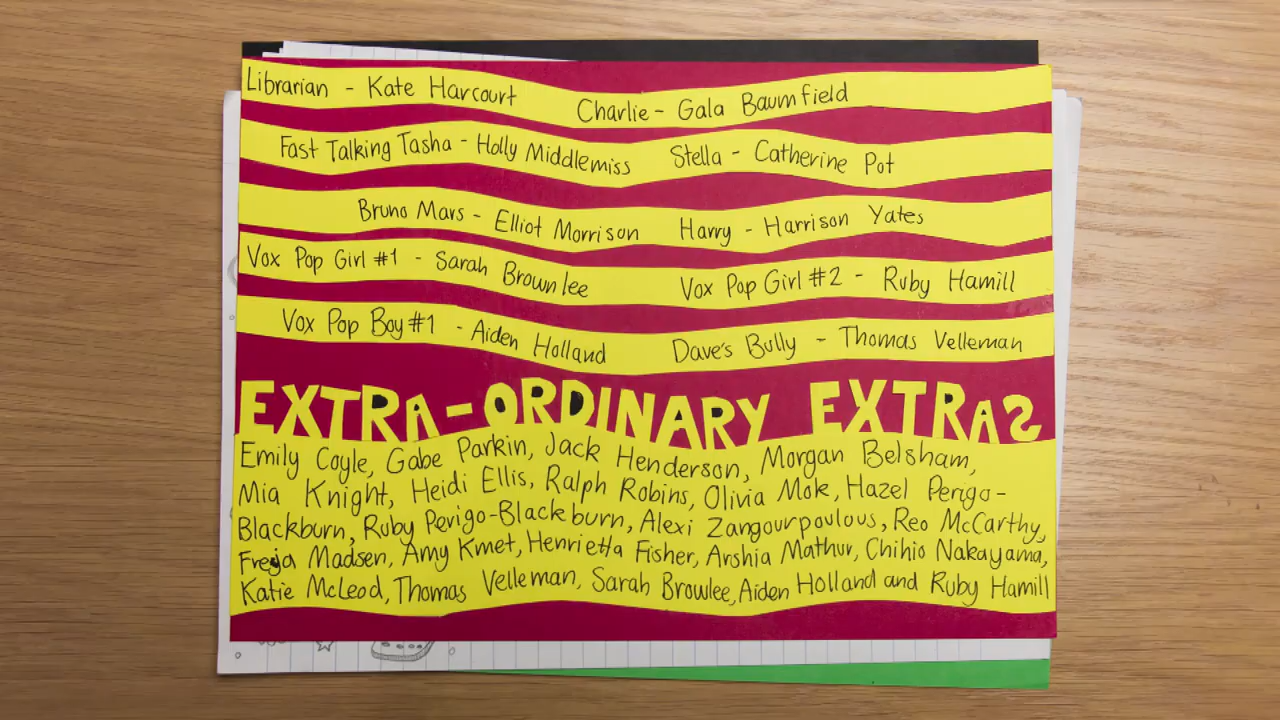 Librarian - Kate Harcourt
Charlie - Gala Baumfield
Fast Talking Tasha - Holly Middlemiss
Stella - Catherine Pot
Bruno Mars - Elliot Morrison
Harry - Harrison Yates
Vox Pop Girl #1 - Sarah Brownlee
Vox Pop Girl #2 - Ruby Hamill
Vox Pop Boy #1 - Aiden Holland
Dave's Bully - Thomas Velleman
EXTRA-ORDINARY EXTRAS
Emily Coyle, Gabe Parkin, Jack Henderson, Morgan Belsham,
Mia Knight, Heidi Ellis, Ralph Robins, Olivia Mok, Hazel Perigo-
Blackburn, Ruby Perigo-Blackburn, Alexi Zangourpoulous, Reo McCarthy,
Freja Madsen, Amy Kmet, Henrietta Fisher, Arshia Mathur, Chihio Nakayama,
Katie McLeod, Thomas Velleman, Sarah Browlee, Aiden Holland and Ruby Hamill